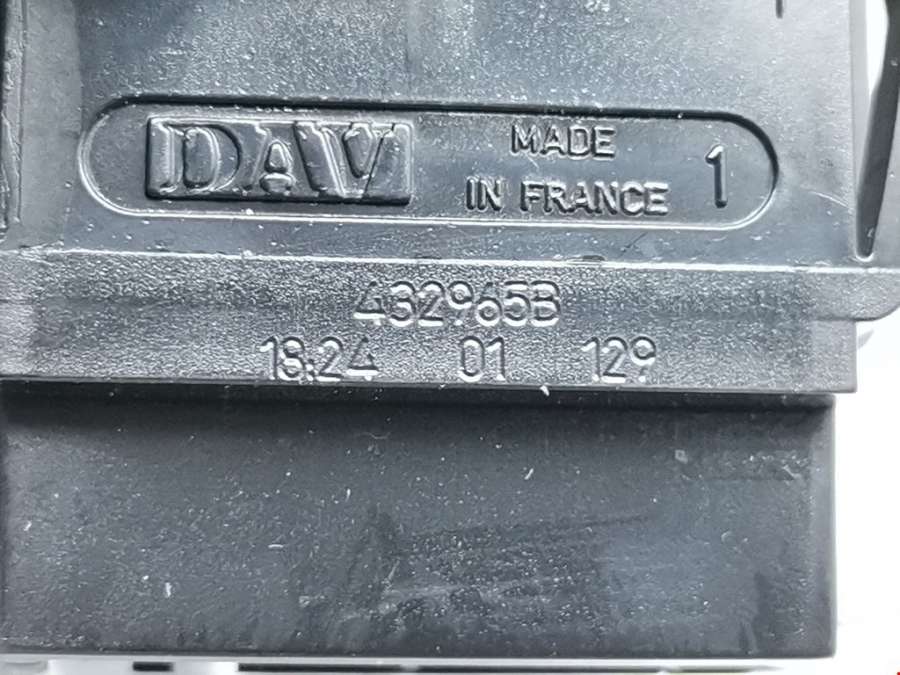 DAV
MADE
IN FRANCE
1
432965B
18:24 01 129